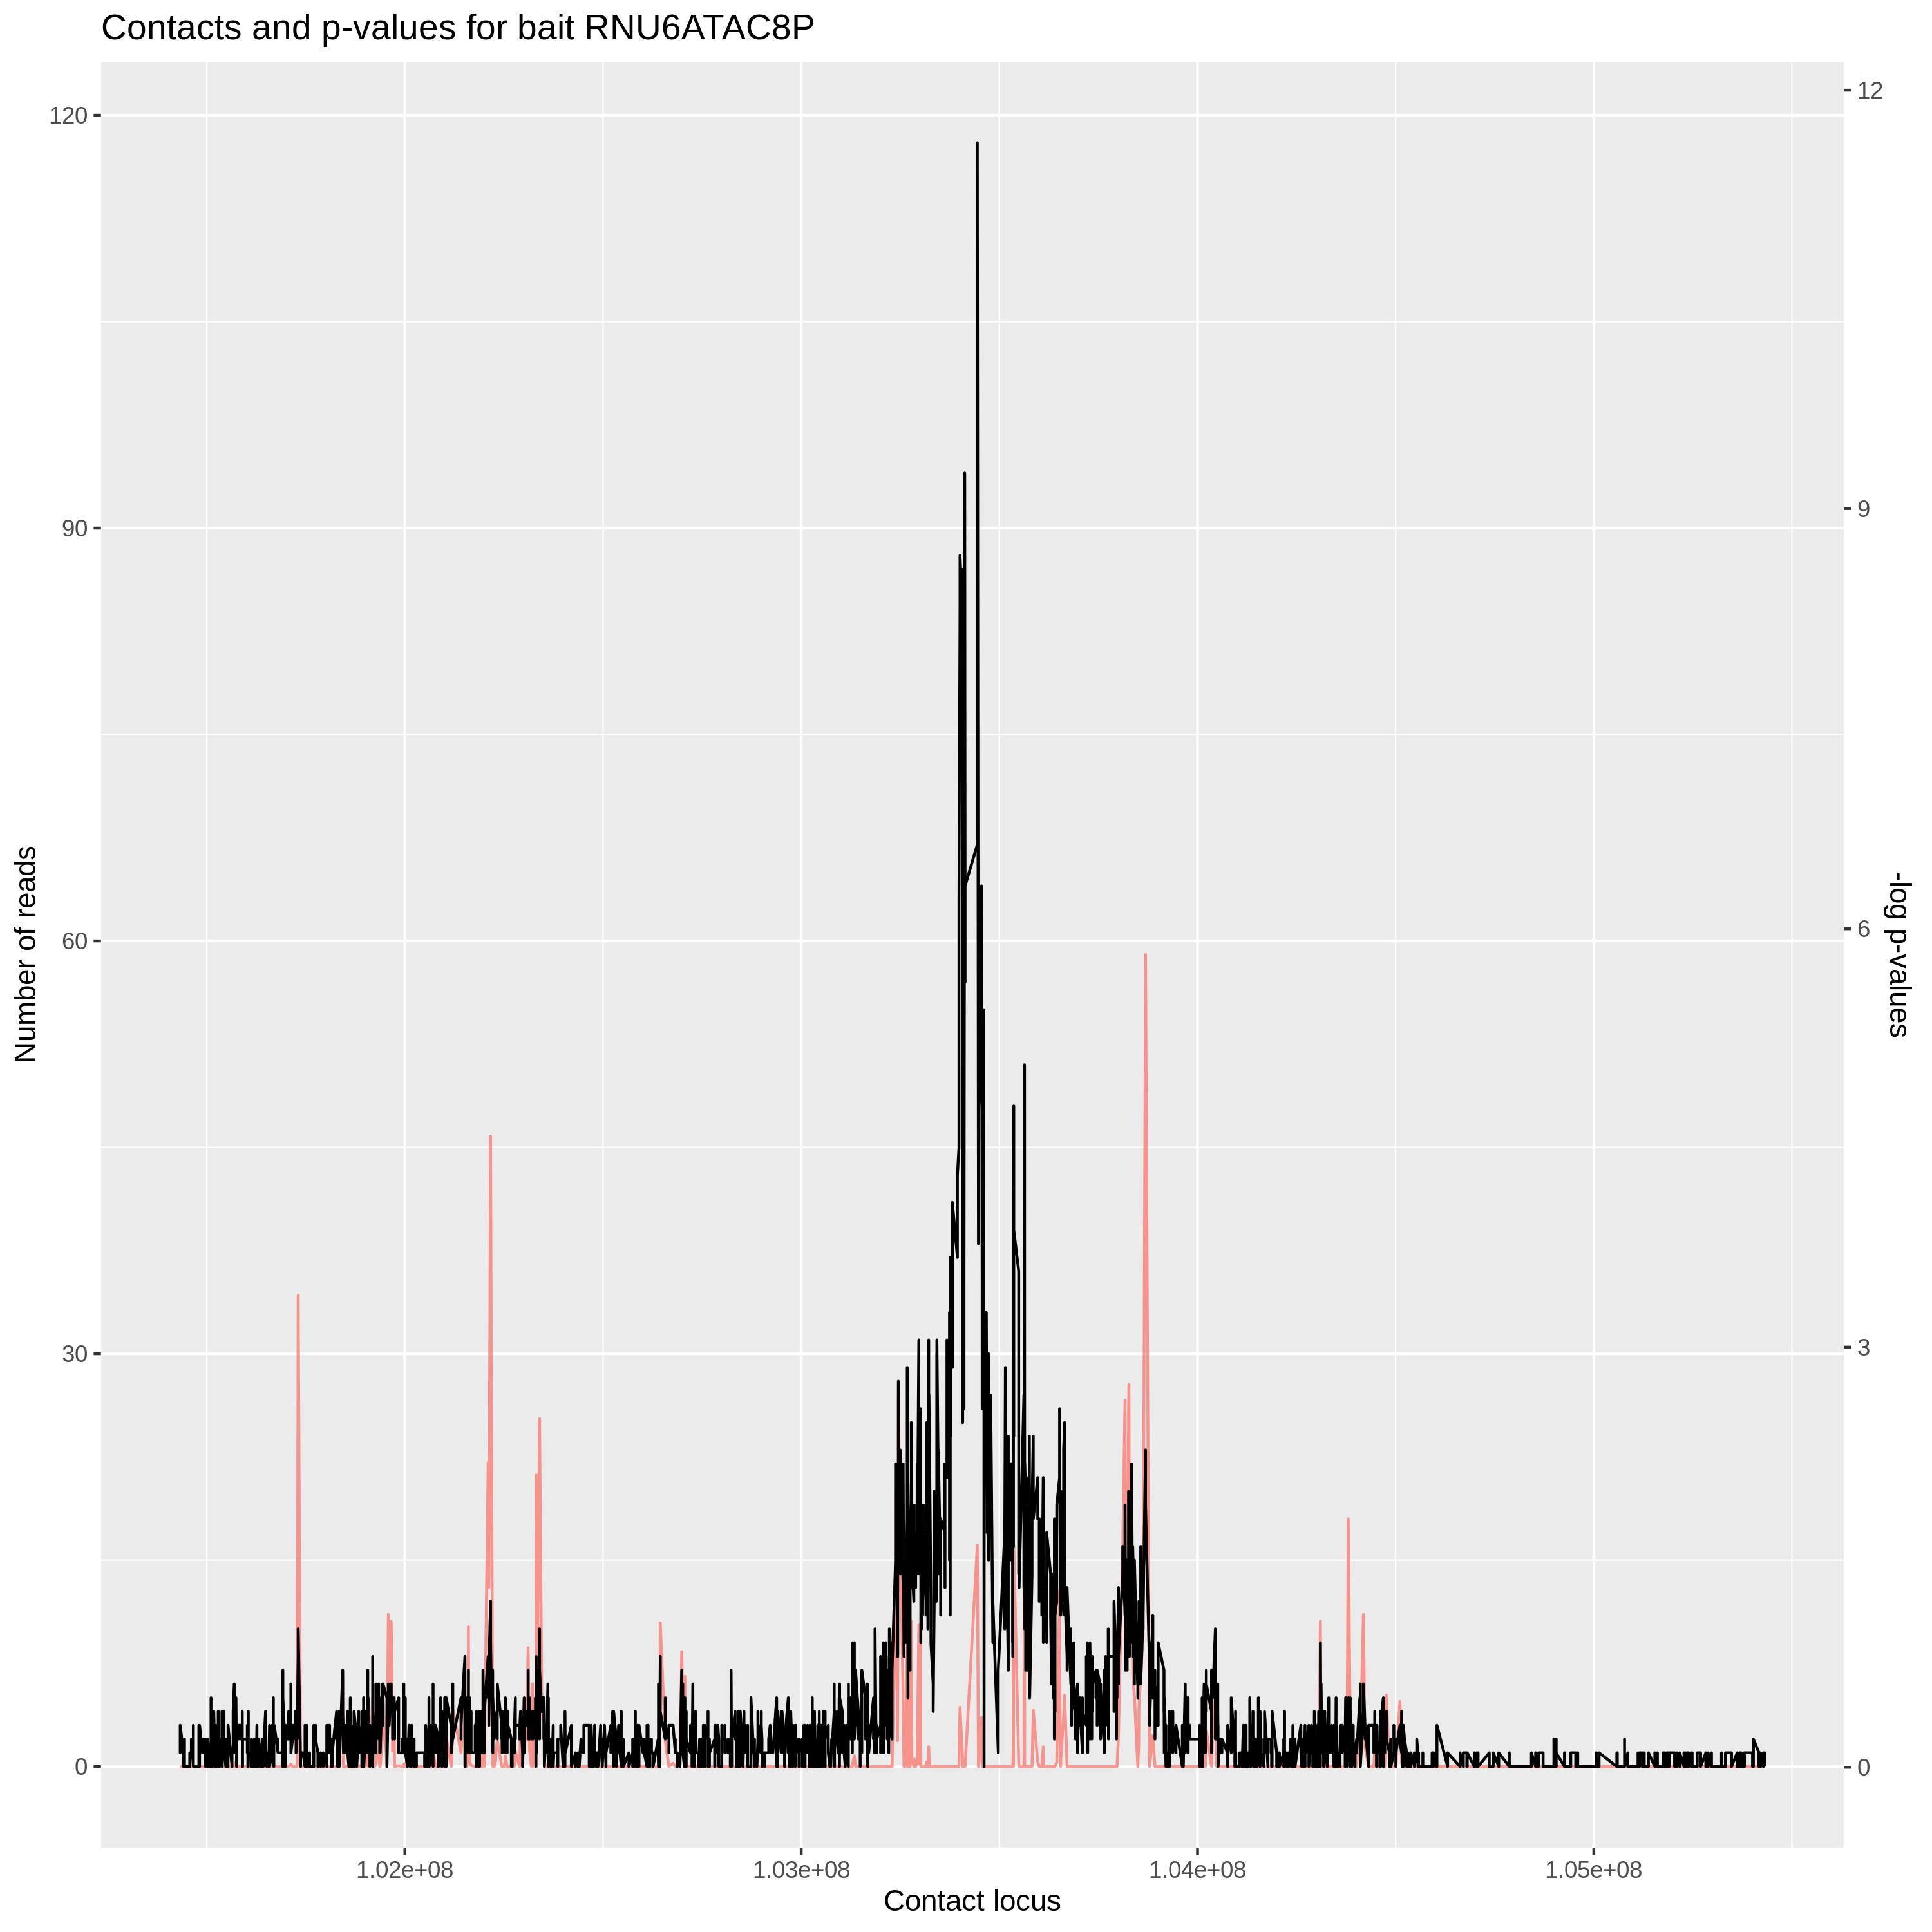 Contacts and p-values for bait RNU6ATAC8P
120
90
60
30
0
12
9
6
3
0
Number of reads
-log p-values
1.02e+08
1.03e+08
1.04e+08
1.05e+08
Contact locus